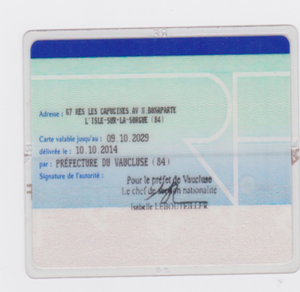 Adresse : 67 RES LES CAPUCINES AV N.BONAPARTE
L'ISLE-SUR-LA-SORGUE (84)
Carte valable jusqu'au : 09.10.2029
délivrée le : 10.10.2014
par : PRÉFECTURE DU VAUCLUSE (84)
Signature de l'autorité :
Pour le préfet de Vaucluse
Le chef de section nationalité
Isabelle LEBOUTEILLER